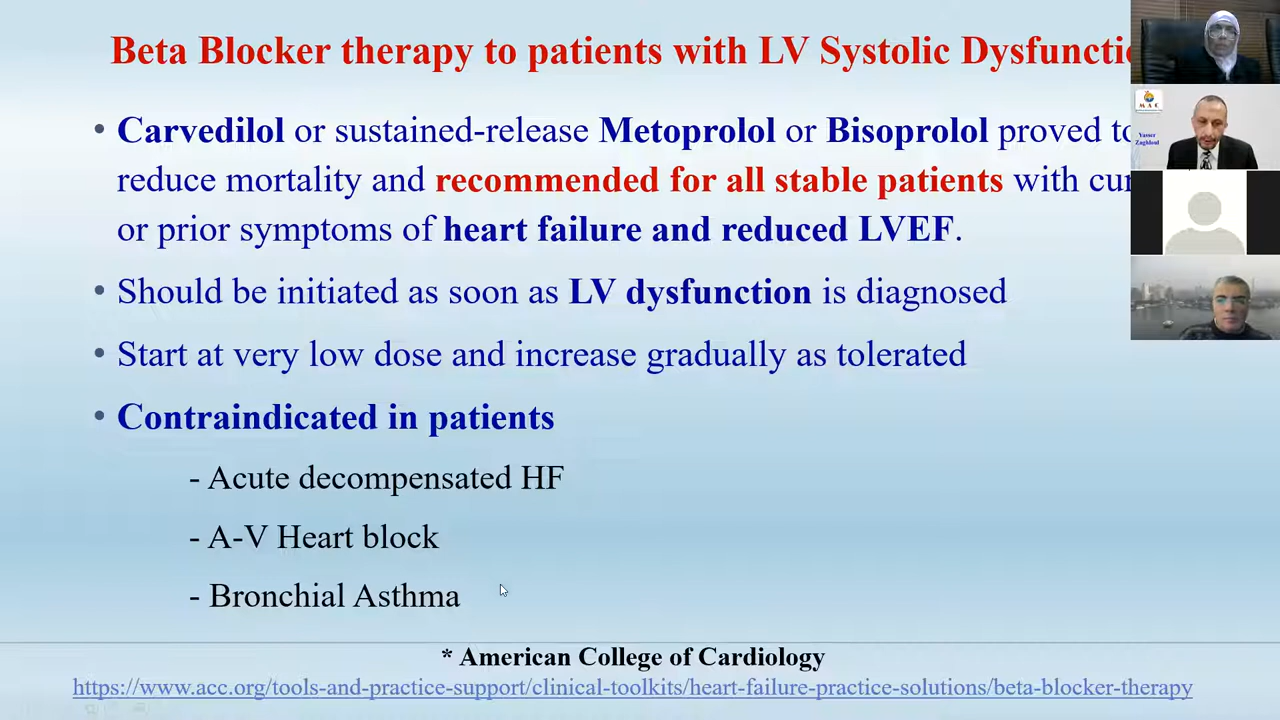 Beta Blocker therapy to patients with LV Systolic
• Carvedilol or sustained-release Metoprolol or Bisoprolol proved to
reduce mortality and recommended for all stable patients with
or prior symptoms of heart failure and reduced LVEF.
• Should be initiated as soon as LV dysfunction is diagnosed
• Start at very low dose and increase gradually as tolerated
• Contraindicated in patients
- Acute decompensated HF
- A-V Heart block
- Bronchial Asthma
* American College of Cardiology
https://www.acc.org/tools-and-practice-support/clinical-toolkits/heart-failure-practice-solutions/beta-blocker-therapy
M A C
Yasser
Zaghloul